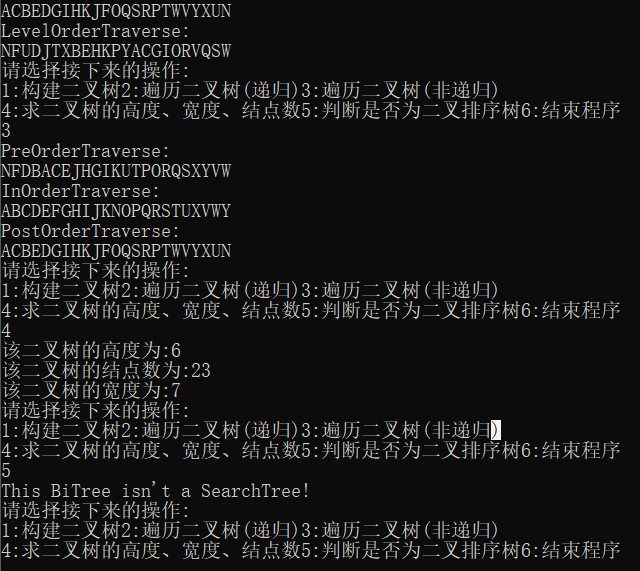 ACBEDGIHKJFOQSRPTWVYXUN
LevelOrderTraverse:
NFUDJTXBEHKPYACGIORVQSW
请选择接下来的操作:
1:构建二叉树2:遍历二叉树(递归)3:遍历二叉树(非递归)
4:求二叉树的高度、宽度、结点数5:判断是否为二叉排序树6:结束程序
3
PreOrderTraverse:
NFDBACEJHGIKUTPORQSXYVW
InOrderTraverse:
ABCDEFGHIJKNOPQRSTUXVWY
PostOrderTraverse:
ACBEDGIHKJFOQSRPTWVYXUN
请选择接下来的操作:
1:构建二叉树2:遍历二叉树(递归)3:遍历二叉树(非递归)
4:求二叉树的高度、宽度、结点数5:判断是否为二叉排序树6:结束程序
4
该二叉树的高度为:6
该二叉树的结点数为:23
该二叉树的宽度为:7
请选择接下来的操作:
1:构建二叉树2:遍历二叉树(递归)3:遍历二叉树(非递归)
4:求二叉树的高度、宽度、结点数5:判断是否为二叉排序树6:结束程序
5
This BiTree isn't a SearchTree!
请选择接下来的操作:
1:构建二叉树2:遍历二叉树(递归)3:遍历二叉树(非递归)
4:求二叉树的高度、宽度、结点数5:判断是否为二叉排序树6:结束程序